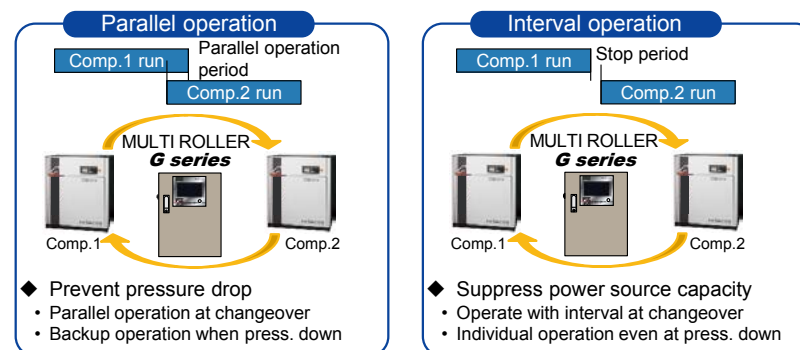 Parallel operation
Comp.1 run
Parallel operation
period
Comp.2 run
MULTI ROLLER
G series
Comp.1
Comp.2
◆ Prevent pressure drop
• Parallel operation at changeover
• Backup operation when press. down
Interval operation
Comp.1 run
Stop period
Comp.2 run
MULTI ROLLER
G series
Comp.1
Comp.2
◆ Suppress power source capacity
• Operate with interval at changeover
• Individual operation even at press. down